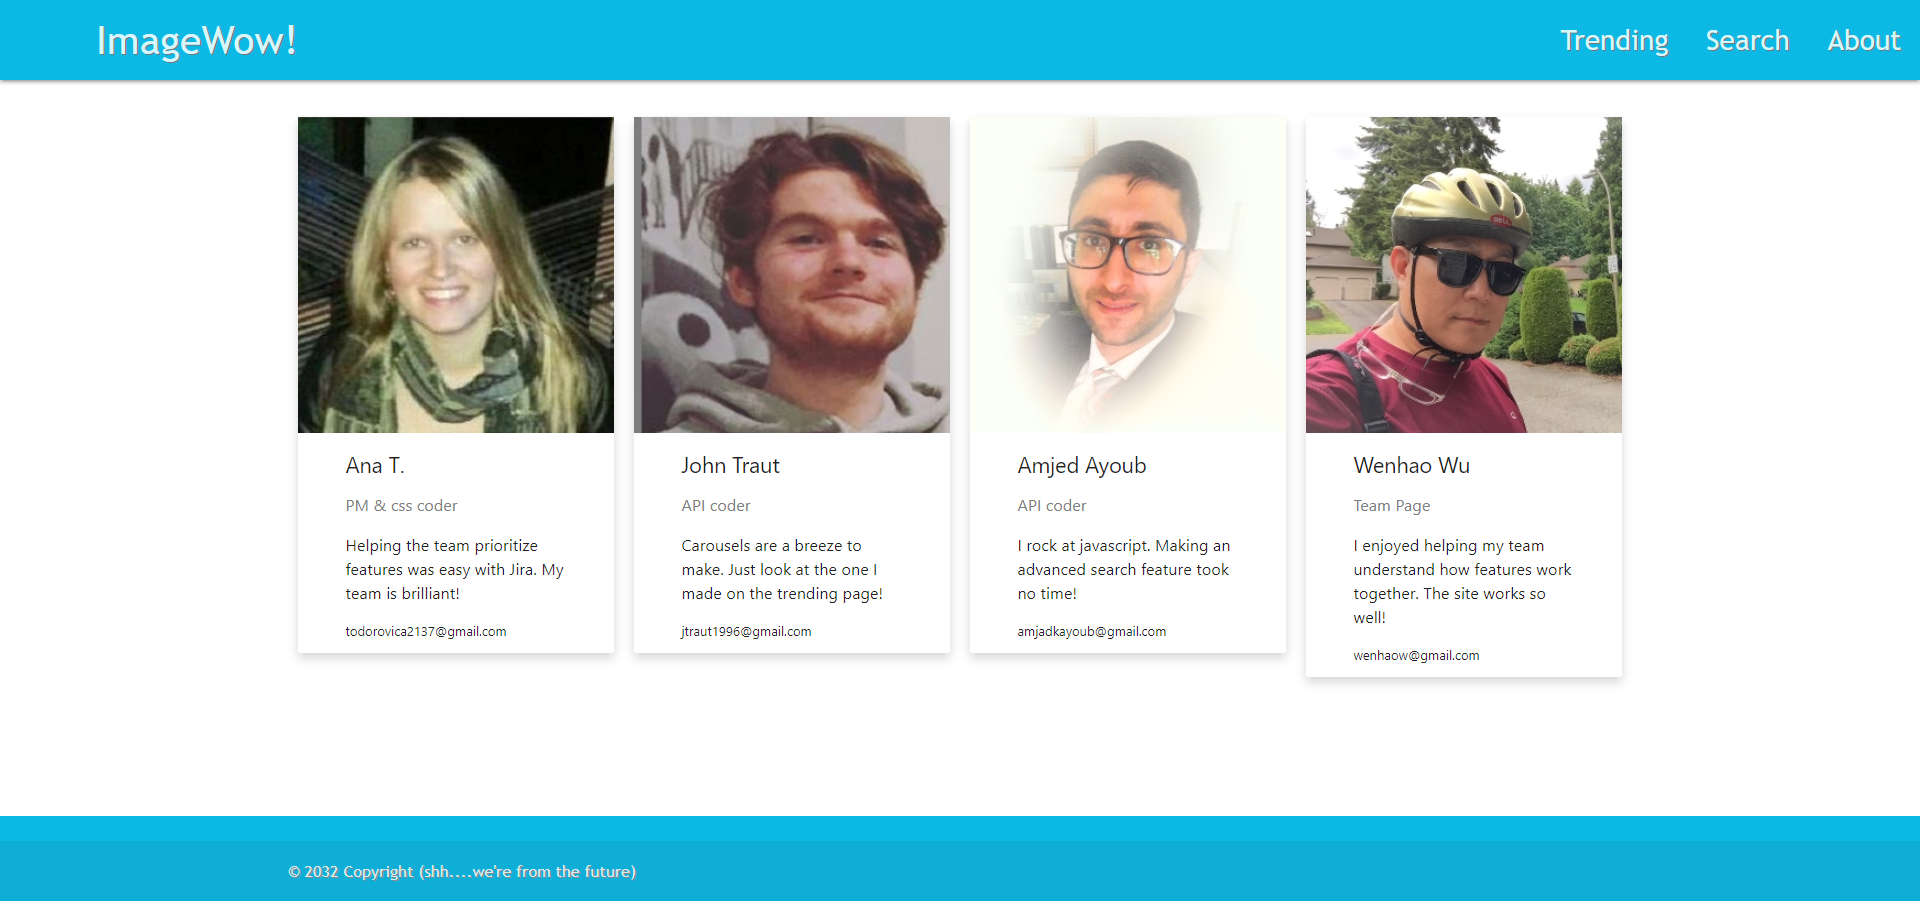 ImageWow!
Trending Search About
BELL
Ana T.
PM & css coder
Helping the team prioritize
features was easy with Jira. My
team is brilliant!
todorovica2137@gmail.com
John Traut
API coder
Carousels are a breeze to
make. Just look at the one I
made on the trending page!
jtraut1996@gmail.com
Amjed Ayoub
API coder
I rock at javascript. Making an
advanced search feature took
no time!
amjadkayoub@gmail.com
Wenhao Wu
Team Page
I enjoyed helping my team
understand how features work
together. The site works so
well!
wenhaow@gmail.com
© 2032 Copyright (shh....we're from the future)